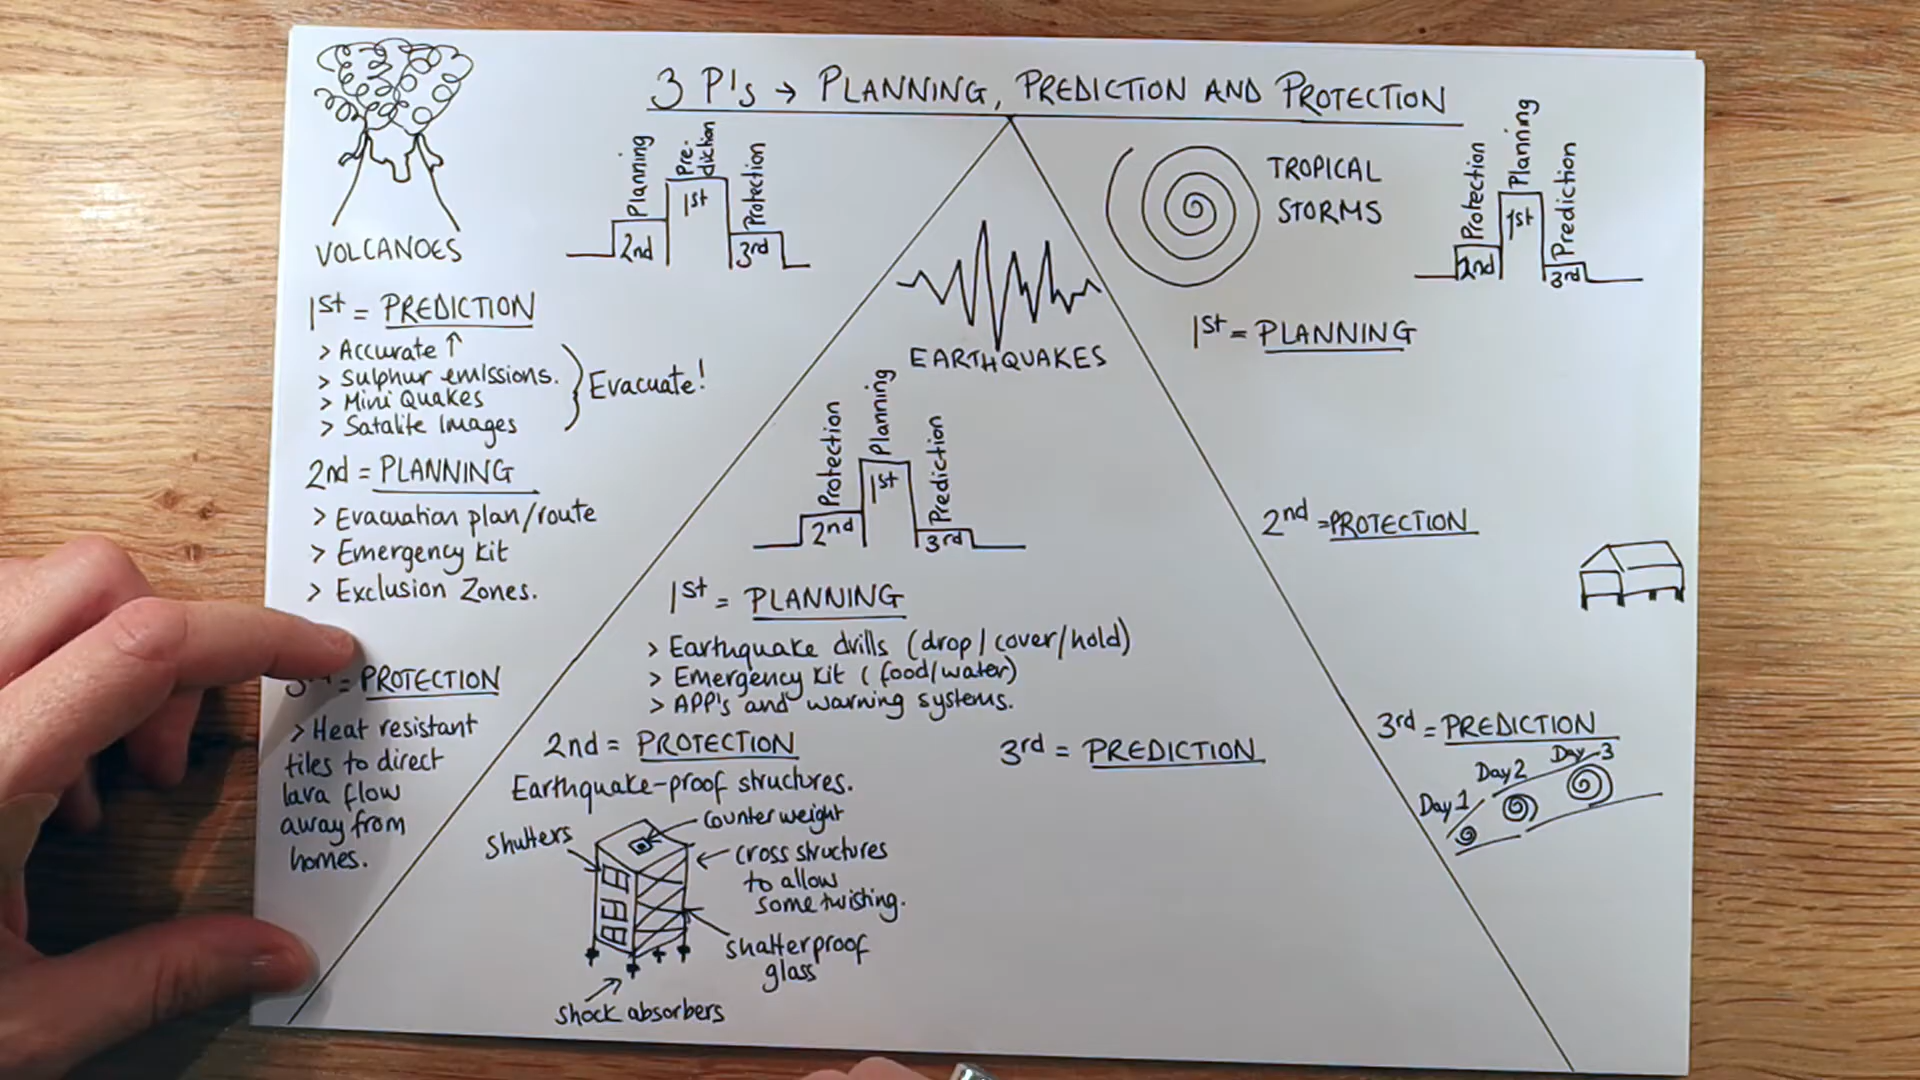 3 P's → PLANNING, PREDICTION AND PROTECTION
VOLCANOES
Planning
Pre-
diction
Protection
2nd
1st
3rd
1st = PREDICTION
> Accurate ↑
> Sulphur emissions.
> Mini Quakes
> Satalite Images
Evacuate!
2nd = PLANNING
> Evacuation plan/route
> Emergency kit
> Exclusion Zones.
= PROTECTION
> Heat resistant
tiles to direct
lava flow
away from
homes.
EARTHQUAKES
Protection
Planning
Prediction
2nd
1st
3rd
1st = PLANNING
> Earthquake drills (drop/cover/hold)
> Emergency kit (food/water)
> APP's and warning systems.
2nd = PROTECTION
Earthquake-proof structures.
Shutters
Counter weight
Cross structures
to allow
some twisting.
Shatterproof
glass
Shock absorbers
3rd = PREDICTION
TROPICAL
STORMS
Protection
Planning
Prediction
2nd
1st
3rd
1st = PLANNING
2nd = PROTECTION
3rd = PREDICTION
Day 1
Day 2
Day 3